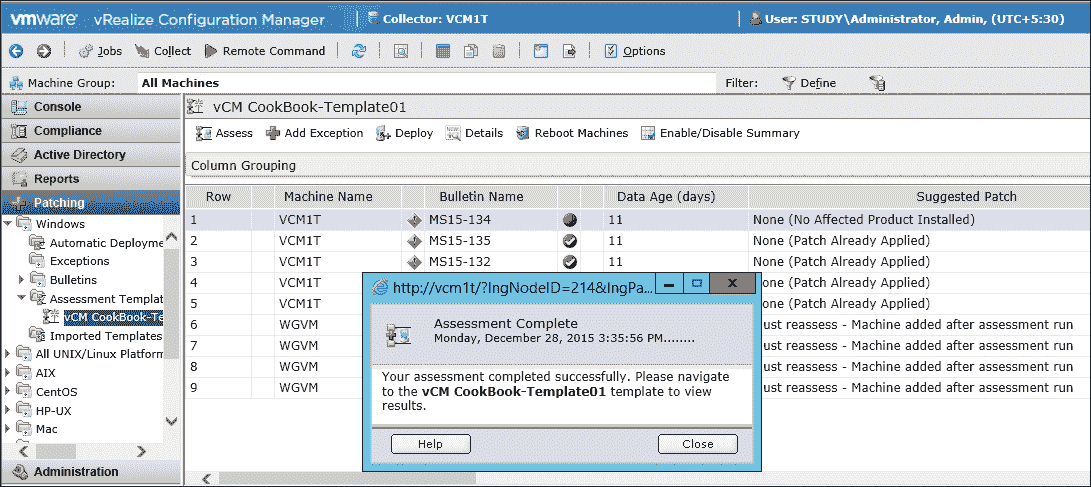 vmware vRealize Configuration Manager Collector: VCM1T User: STUDY\Administrator, Admin, (UTC+5:30)
Jobs Collect Remote Command Options
Machine Group: All Machines Filter: Define
Console
Compliance
Active Directory
Reports
Patching
Windows
Automatic Deployme
Exceptions
Bulletins
Assessment Templat
vCM CookBook-Te
Imported Templates
All UNIX/Linux Platform
AIX
CentOS
HP-UX
Mac
Administration
vCM CookBook-Template01
Assess Add Exception Deploy Details Reboot Machines Enable/Disable Summary
Column Grouping
Row Machine Name Bulletin Name Data Age (days) Suggested Patch
1 VCM1T MS15-134 11 None (No Affected Product Installed)
2 VCM1T MS15-135 11 None (Patch Already Applied)
3 VCM1T MS15-132 11 None (Patch Already Applied)
4 VCM1T (Patch Already Applied)
5 VCM1T (Patch Already Applied)
6 WGVM ust reassess - Machine added after assessment run
7 WGVM ust reassess - Machine added after assessment run
8 WGVM ust reassess - Machine added after assessment run
9 WGVM ust reassess - Machine added after assessment run
http://vcm1t/?lngNodeID=214&lngPa...
Assessment Complete
Monday, December 28, 2015 3:35:56 PM........
Your assessment completed successfully. Please navigate
to the vCM CookBook-Template01 template to view
results.
Help Close